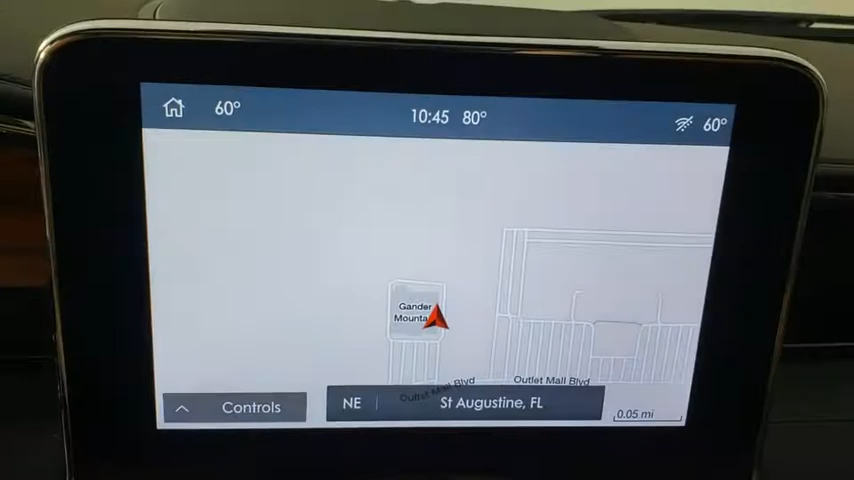 60° 10:45 80° 60°
Gander
Mounta
Outlet Mall Blvd
Outlet Mall Blvd
Controls NE St Augustine, FL 0.05 mi